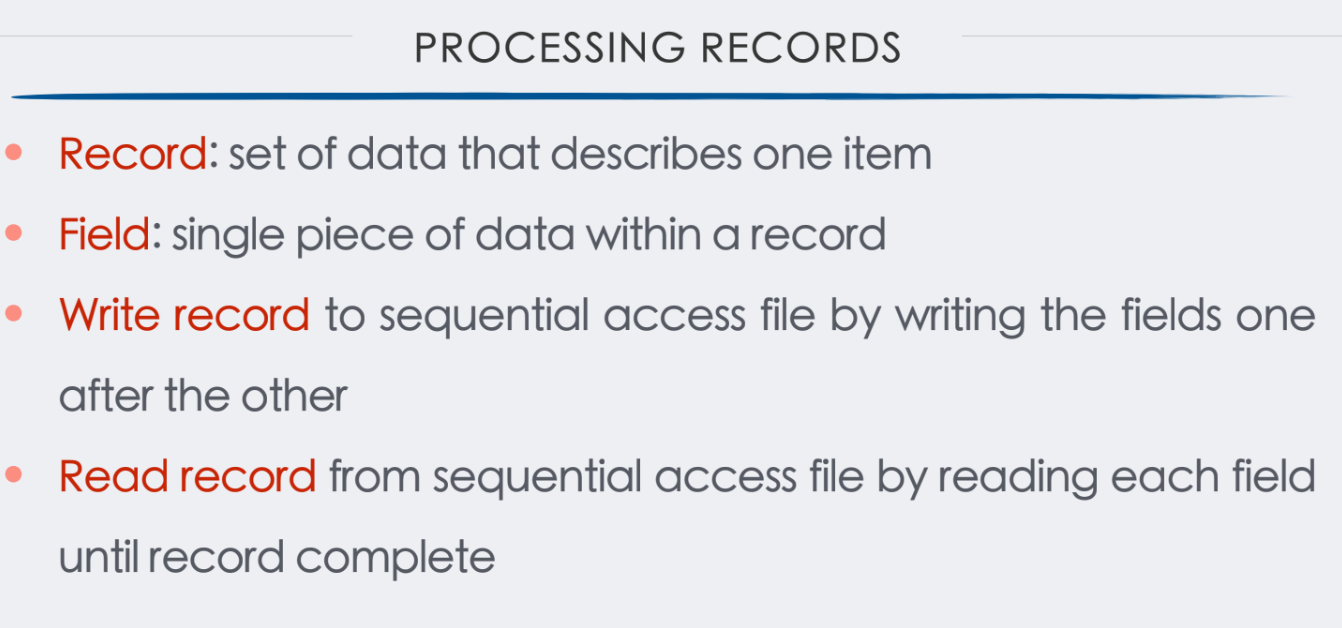 PROCESSING RECORDS
• Record: set of data that describes one item
• Field: single piece of data within a record
• Write record to sequential access file by writing the fields one
after the other
• Read record from sequential access file by reading each field
until record complete